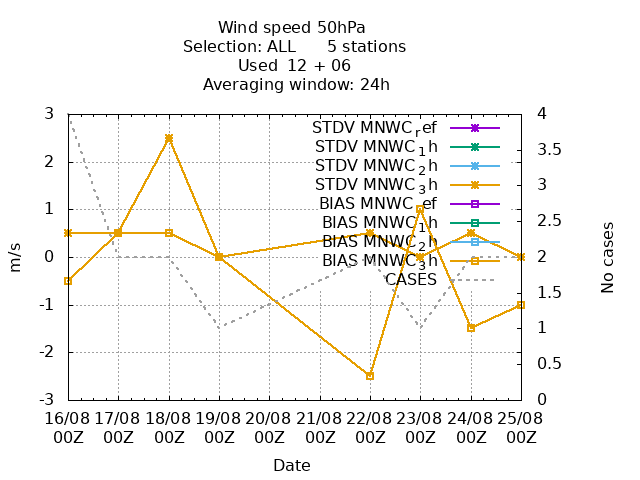 Wind speed 50hPa
Selection: ALL 5 stations
Used 12 + 06
Averaging window: 24h
3 4
STDV MNWC_ref
3.5
STDV MNWC_1h
2 STDV MNWC_2h
3
STDV MNWC_3h
1 BIAS MNWC_ref
2.5
BIAS MNWC_1h
BIAS MNWC_2h
0 BIAS MNWC_3h 2
CASES
1.5
-1
1
-2
0.5
-3 0
m/s
No cases
16/08 17/08 18/08 19/08 20/08 21/08 22/08 23/08 24/08 25/08
00Z 00Z 00Z 00Z 00Z 00Z 00Z 00Z 00Z 00Z
Date